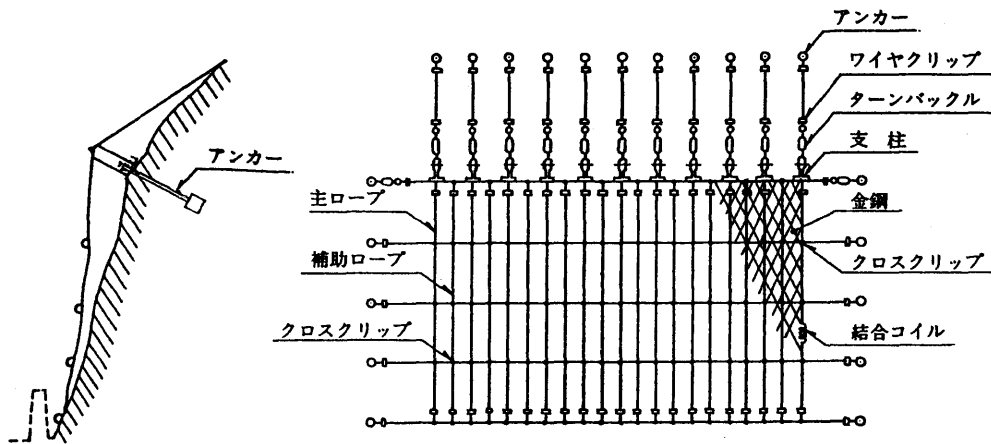 アンカー
主ロープ
補助ロープ
クロスクリップ
アンカー
ワイヤクリップ
ターンバックル
支柱
金鋼
クロスクリップ
結合コイル